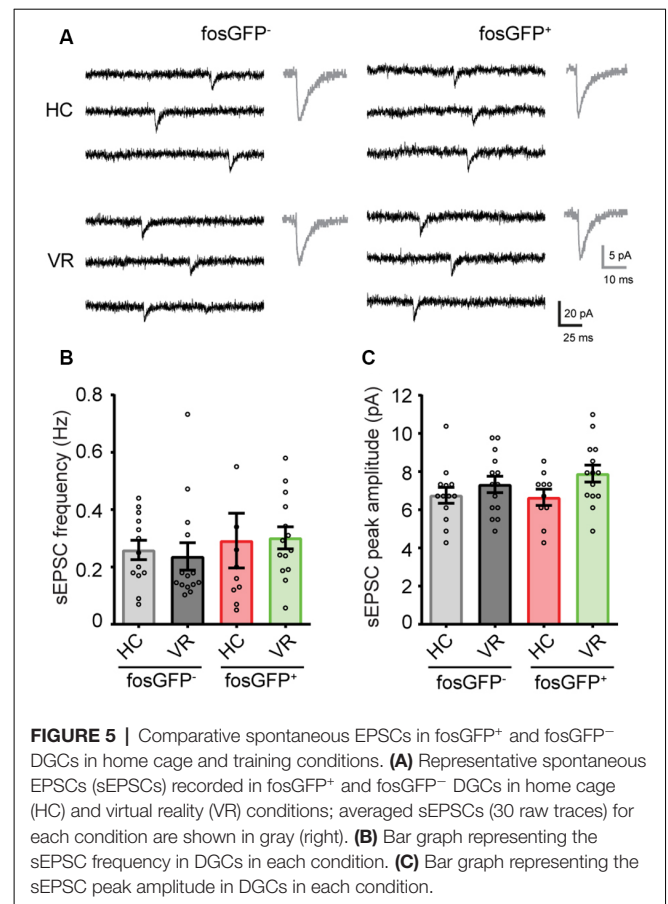 A
fosGFP-
fosGFP+
HC
VR
5 pA
10 ms
20 pA
25 ms
B
C
sEPSC frequency (Hz)
0.8
0.6
0.4
0.2
0
HC
VR
HC
VR
fosGFP-
fosGFP+
sEPSC peak amplitude (pA)
12
10
8
6
4
2
0
HC
VR
HC
VR
fosGFP-
fosGFP+
FIGURE 5 | Comparative spontaneous EPSCs in fosGFP+ and fosGFP−
DGCs in home cage and training conditions. (A) Representative spontaneous
EPSCs (sEPSCs) recorded in fosGFP+ and fosGFP− DGCs in home cage
(HC) and virtual reality (VR) conditions; averaged sEPSCs (30 raw traces) for
each condition are shown in gray (right). (B) Bar graph representing the
sEPSC frequency in DGCs in each condition. (C) Bar graph representing the
sEPSC peak amplitude in DGCs in each condition.